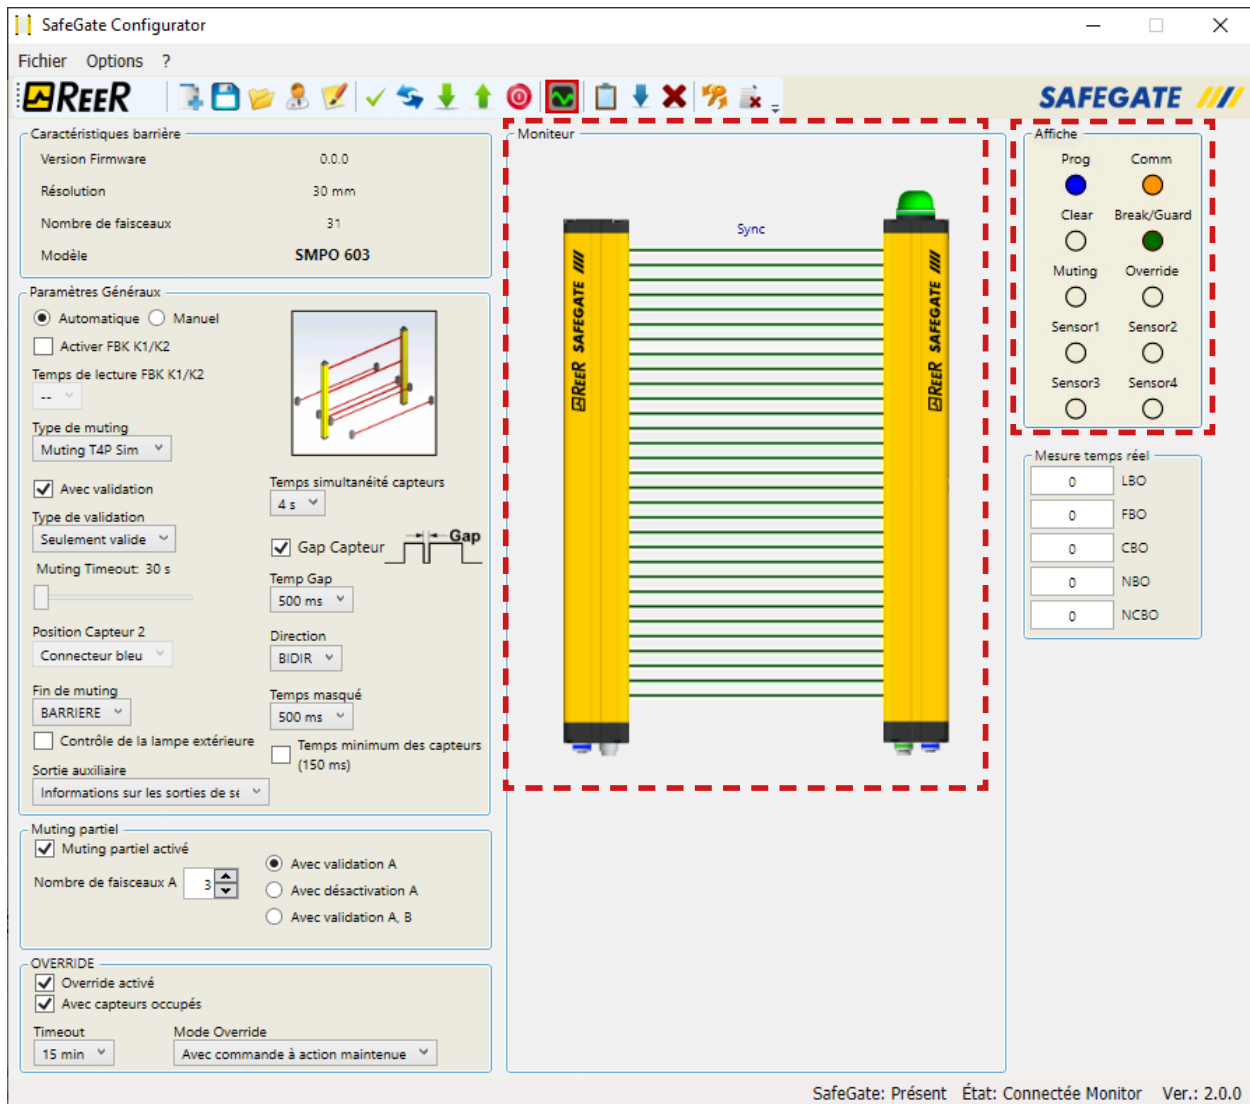 SafeGate Configurator
Fichier Options ?
REER
SAFEGATE
Caractéristiques barrière
Version Firmware 0.0.0
Résolution 30 mm
Nombre de faisceaux 31
Modèle SMPO 603
Paramètres Généraux
Automatique Manuel
Activer FBK K1/K2
Temps de lecture FBK K1/K2
--
Type de muting
Muting T4P Sim
Avec validation
Type de validation
Seulement valide
Muting Timeout: 30 s
Position Capteur 2
Connecteur bleu
Fin de muting
BARRIERE
Contrôle de la lampe extérieure
Sortie auxiliaire
Informations sur les sorties de sé
Temps simultanéité capteurs
4 s
Gap Capteur
Gap
Temp Gap
500 ms
Direction
BIDIR
Temps masqué
500 ms
Temps minimum des capteurs
(150 ms)
Muting partiel
Muting partiel activé
Nombre de faisceaux A 3
Avec validation A
Avec désactivation A
Avec validation A, B
OVERRIDE
Override activé
Avec capteurs occupés
Timeout Mode Override
15 min Avec commande à action maintenue
Moniteur
Sync
REER SAFEGATE
REER SAFEGATE
Affiche
Prog Comm
Clear Break/Guard
Muting Override
Sensor1 Sensor2
Sensor3 Sensor4
Mesure temps réel
0 LBO
0 FBO
0 CBO
0 NBO
0 NCBO
SafeGate: Présent État: Connectée Monitor Ver.: 2.0.0